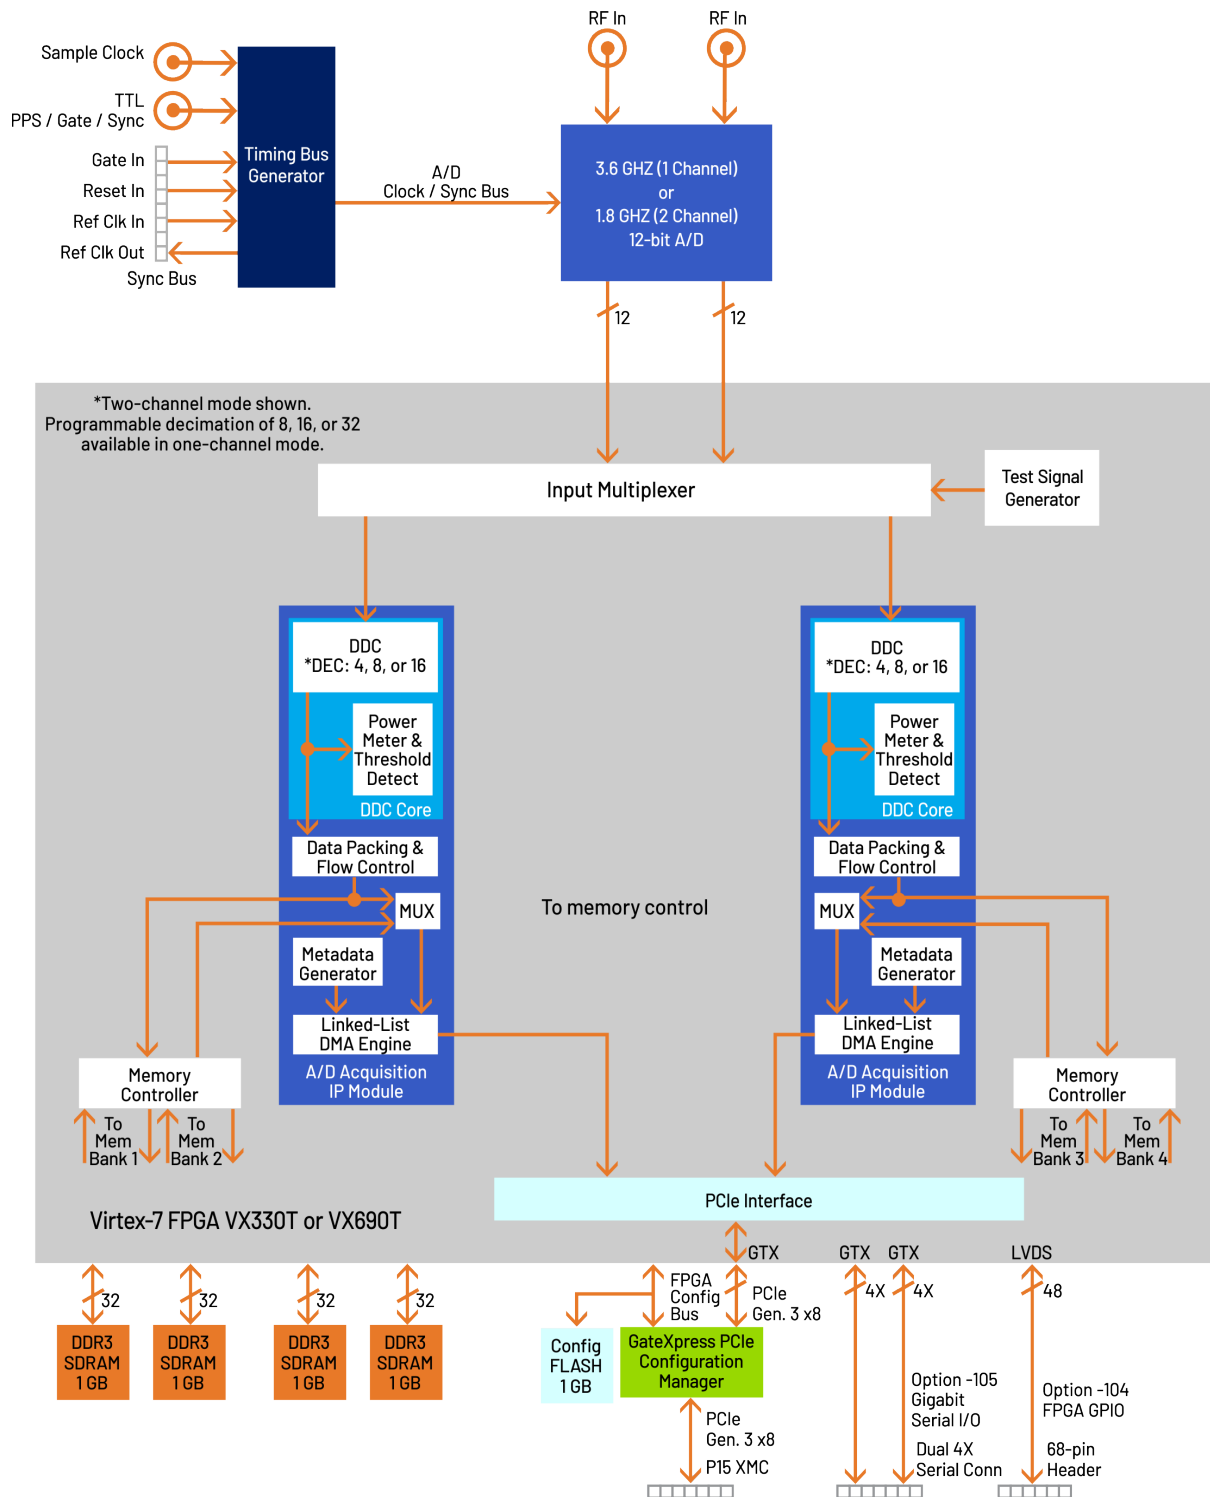 RF In
RF In
Sample Clock
TTL
PPS / Gate / Sync
Gate In
Reset In
Ref Clk In
Ref Clk Out
Sync Bus
Timing Bus
Generator
A/D
Clock / Sync Bus
3.6 GHZ (1 Channel)
or
1.8 GHZ (2 Channel)
12-bit A/D
12
12
*Two-channel mode shown.
Programmable decimation of 8, 16, or 32
available in one-channel mode.
Input Multiplexer
Test Signal
Generator
DDC
*DEC: 4, 8, or 16
Power
Meter &
Threshold
Detect
DDC Core
Data Packing &
Flow Control
MUX
Metadata
Generator
Linked-List
DMA Engine
A/D Acquisition
IP Module
To memory control
DDC
*DEC: 4, 8, or 16
Power
Meter &
Threshold
Detect
DDC Core
Data Packing &
Flow Control
MUX
Metadata
Generator
Linked-List
DMA Engine
A/D Acquisition
IP Module
Memory
Controller
To
Mem
Bank 1
To
Mem
Bank 2
Memory
Controller
To
Mem
Bank 3
To
Mem
Bank 4
PCIe Interface
Virtex-7 FPGA VX330T or VX690T
GTX
GTX
GTX
LVDS
32
32
32
32
DDR3
SDRAM
1 GB
DDR3
SDRAM
1 GB
DDR3
SDRAM
1 GB
DDR3
SDRAM
1 GB
FPGA
Config
Bus
PCIe
Gen. 3 x8
4X
4X
48
Config
FLASH
1 GB
GateXpress PCIe
Configuration
Manager
PCIe
Gen. 3 x8
P15 XMC
Option -105
Gigabit
Serial I/O
Dual 4X
Serial Conn
Option -104
FPGA GPIO
68-pin
Header